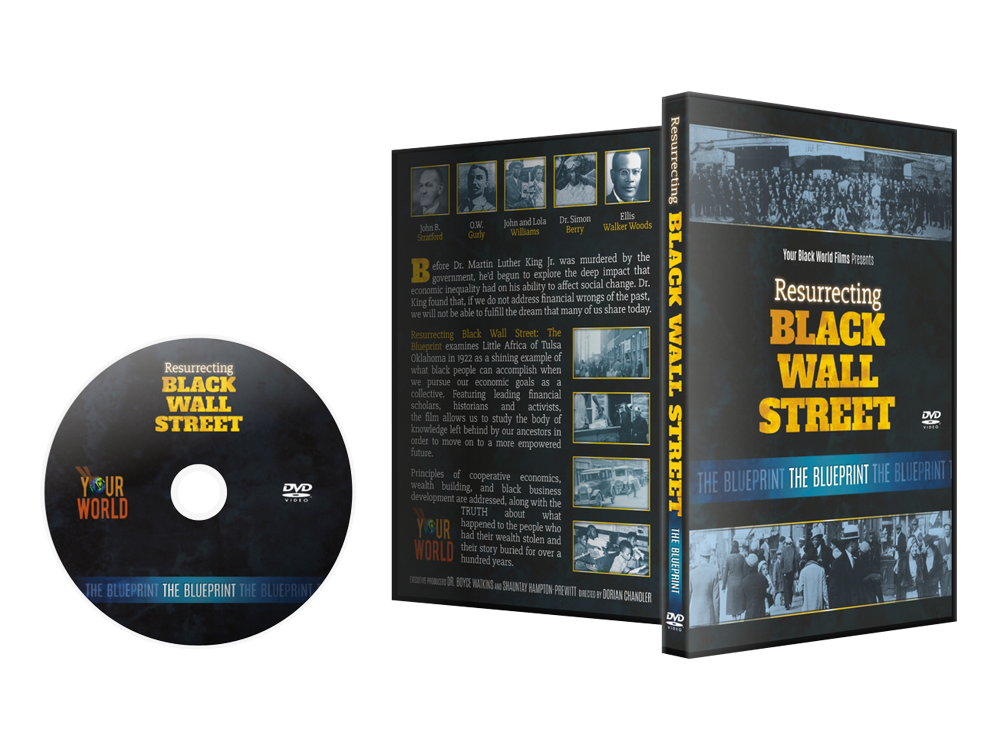 Resurrecting
BLACK
WALL
STREET
YOUR
WORLD
DVD
VIDEO
THE BLUEPRINT THE BLUEPRINT THE BLUEPRINT
John B.
Stratford
O.W.
Gurly
John and Lola
Williams
Dr. Simon
Berry
Ellis
Walker Woods
Before Dr. Martin Luther King Jr. was murdered by the
government, he'd begun to explore the deep impact that
economic inequality had on his ability to affect social change. Dr.
King found that, if we do not address financial wrongs of the past,
we will not be able to fulfill the dream that many of us share today.
Resurrecting Black Wall Street: The
Blueprint examines Little Africa of Tulsa
Oklahoma in 1922 as a shining example of
what black people can accomplish when
we pursue our economic goals as a
collective. Featuring leading financial
scholars, historians and activists,
the film allows us to study the body of
knowledge left behind by our ancestors in
order to move on to a more empowered
future.
Principles of cooperative economics,
wealth building, and black business
development are addressed, along with the
TRUTH about what
happened to the people who
had their wealth stolen and
their story buried for over a
hundred years.
YOUR
WORLD
EXECUTIVE PRODUCERS DR. BOYCE WATKINS AND SHAUNTAY HAMPTON-PREWITT DIRECTED BY DORIAN CHANDLER
Resurrecting BLACK WALL STREET THE BLUEPRINT
DVD
VIDEO
Your Black World Films Presents
Resurrecting
BLACK
WALL
STREET
DVD
VIDEO
THE BLUEPRINT THE BLUEPRINT THE BLUEPRINT